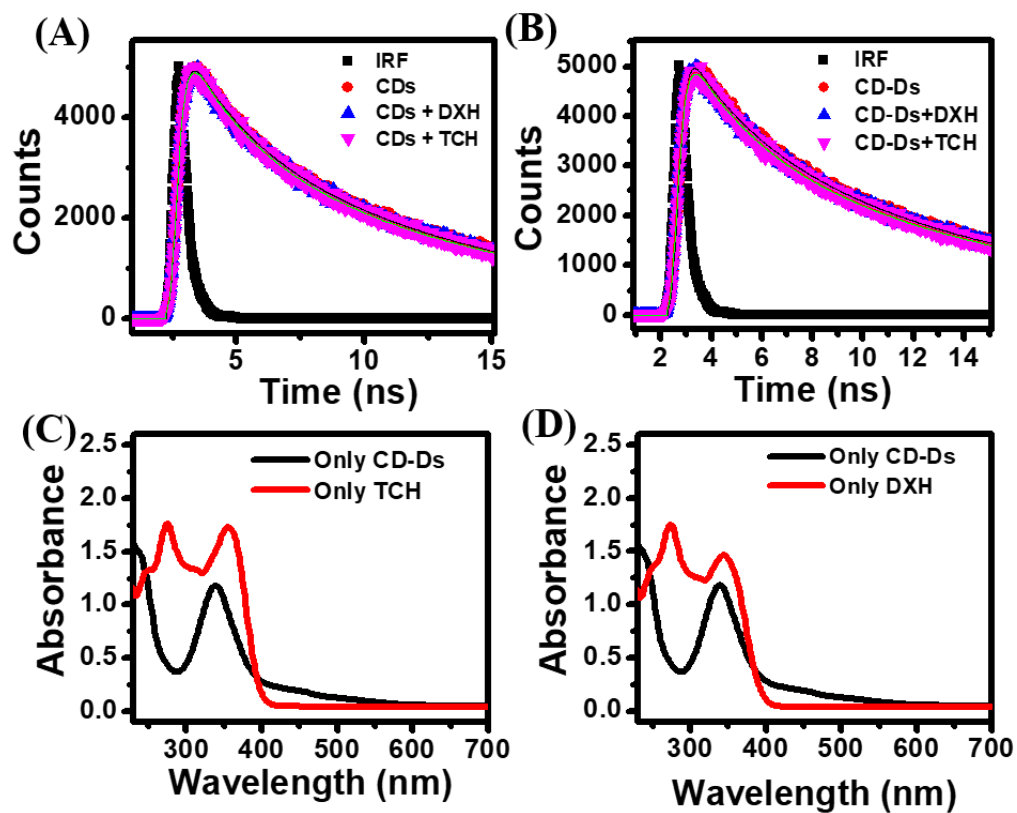 (A)
IRF
CDs
CDs + DXH
CDs + TCH
4000
2000
0
Counts
5
10
15
Time (ns)
(B)
IRF
CD-Ds
CD-Ds+DXH
CD-Ds+TCH
5000
4000
3000
2000
1000
0
Counts
2
4
6
8
10
12
14
Time (ns)
(C)
Only CD-Ds
Only TCH
2.5
2.0
1.5
1.0
0.5
0.0
Absorbance
300
400
500
600
700
Wavelength (nm)
(D)
Only CD-Ds
Only DXH
2.5
2.0
1.5
1.0
0.5
0.0
Absorbance
300
400
500
600
700
Wavelength (nm)